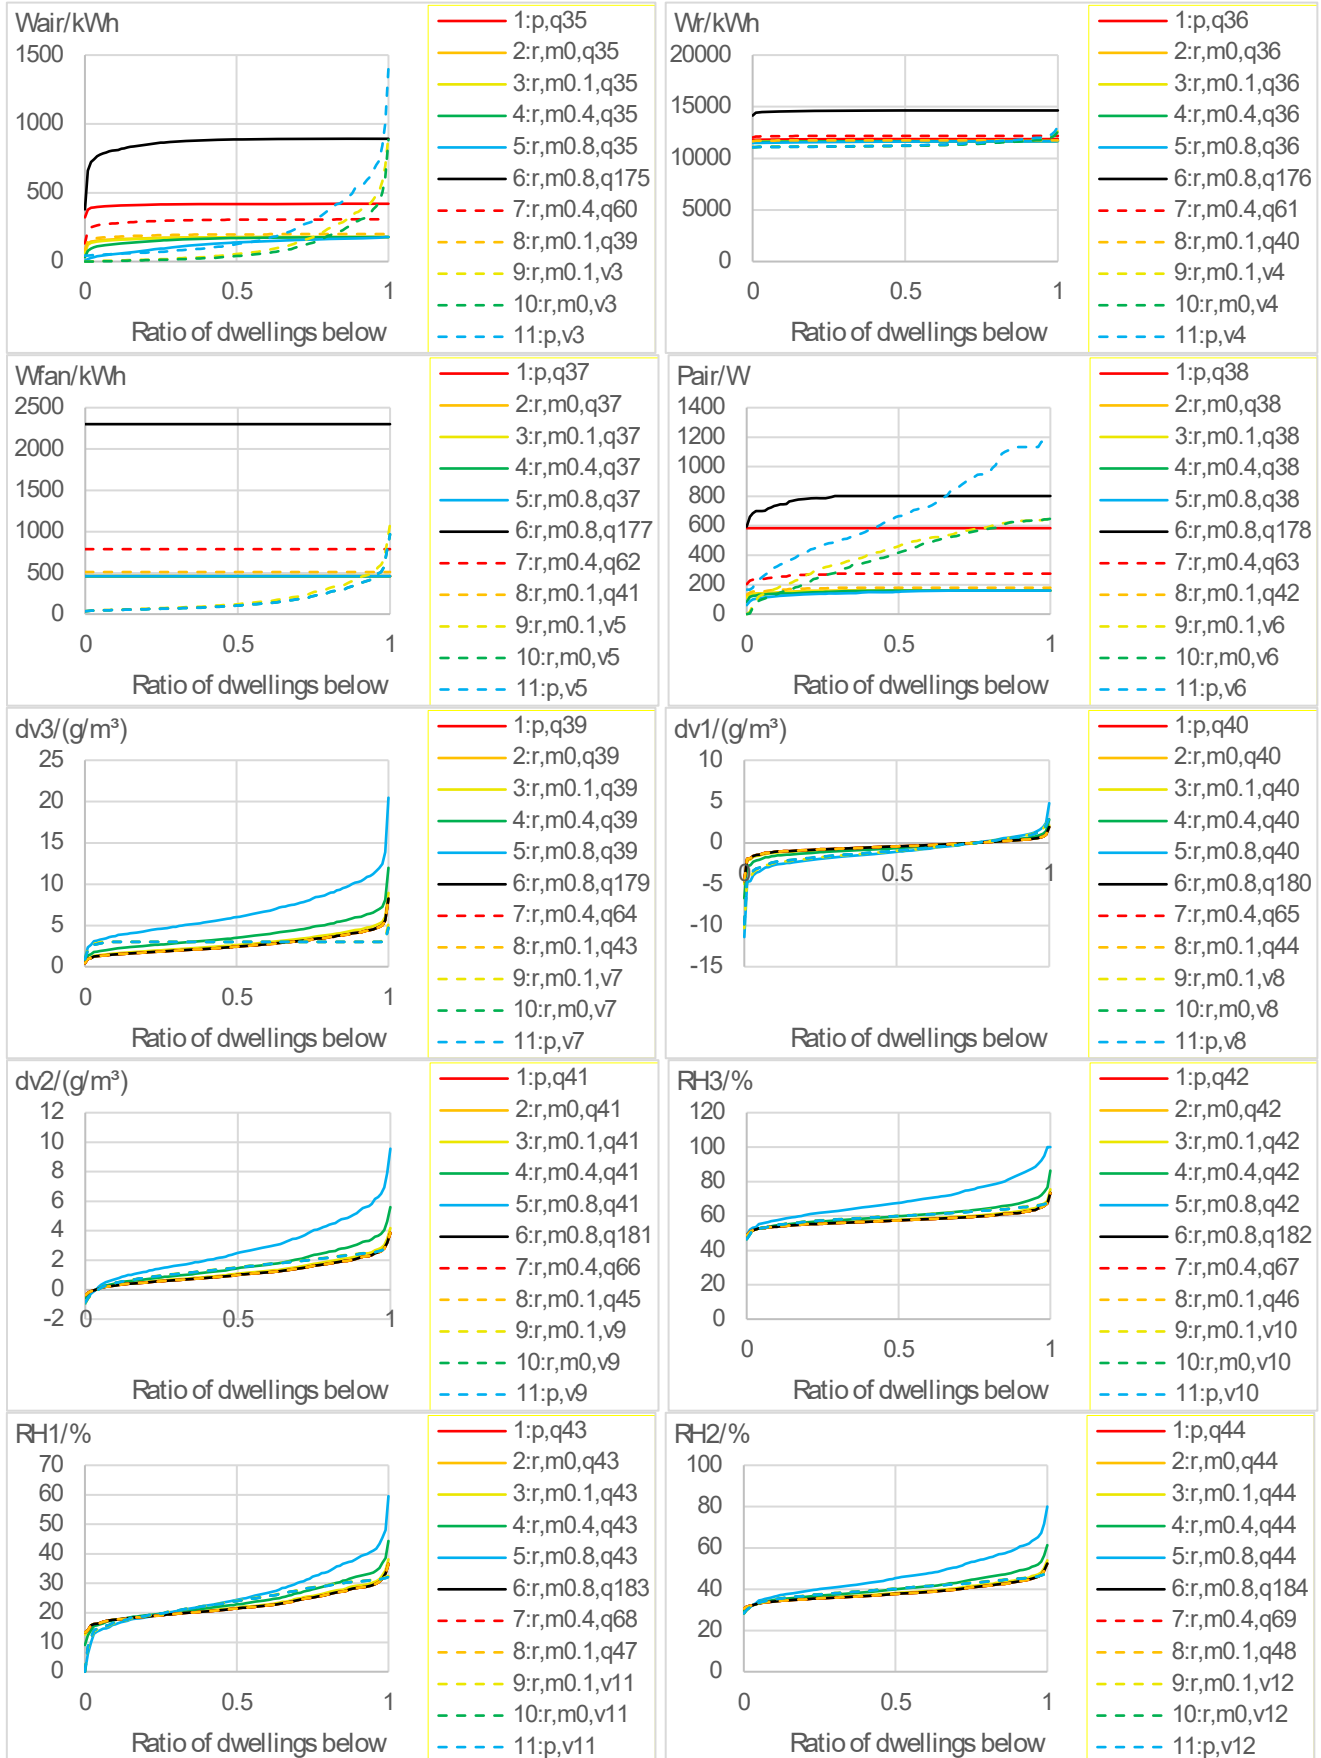 Wair/kWh
1500
1000
500
0
0
0.5
1
Ratio of dwellings below
1:p,q35
2:r,m0,q35
3:r,m0.1,q35
4:r,m0.4,q35
5:r,m0.8,q35
6:r,m0.8,q175
7:r,m0.4,q60
8:r,m0.1,q39
9:r,m0.1,v3
10:r,m0,v3
11:p,v3
Wr/kWh
20000
15000
10000
5000
0
0
0.5
1
Ratio of dwellings below
1:p,q36
2:r,m0,q36
3:r,m0.1,q36
4:r,m0.4,q36
5:r,m0.8,q36
6:r,m0.8,q176
7:r,m0.4,q61
8:r,m0.1,q40
9:r,m0.1,v4
10:r,m0,v4
11:p,v4
Wfan/kWh
2500
2000
1500
1000
500
0
0
0.5
1
Ratio of dwellings below
1:p,q37
2:r,m0,q37
3:r,m0.1,q37
4:r,m0.4,q37
5:r,m0.8,q37
6:r,m0.8,q177
7:r,m0.4,q62
8:r,m0.1,q41
9:r,m0.1,v5
10:r,m0,v5
11:p,v5
Pair/W
1400
1200
1000
800
600
400
200
0
0
0.5
1
Ratio of dwellings below
1:p,q38
2:r,m0,q38
3:r,m0.1,q38
4:r,m0.4,q38
5:r,m0.8,q38
6:r,m0.8,q178
7:r,m0.4,q63
8:r,m0.1,q42
9:r,m0.1,v6
10:r,m0,v6
11:p,v6
dv3/(g/m³)
25
20
15
10
5
0
0
0.5
1
Ratio of dwellings below
1:p,q39
2:r,m0,q39
3:r,m0.1,q39
4:r,m0.4,q39
5:r,m0.8,q39
6:r,m0.8,q179
7:r,m0.4,q64
8:r,m0.1,q43
9:r,m0.1,v7
10:r,m0,v7
11:p,v7
dv1/(g/m³)
10
5
0
-5
-10
-15
0
0.5
1
Ratio of dwellings below
1:p,q40
2:r,m0,q40
3:r,m0.1,q40
4:r,m0.4,q40
5:r,m0.8,q40
6:r,m0.8,q180
7:r,m0.4,q65
8:r,m0.1,q44
9:r,m0.1,v8
10:r,m0,v8
11:p,v8
dv2/(g/m³)
12
10
8
6
4
2
0
-2
0
0.5
1
Ratio of dwellings below
1:p,q41
2:r,m0,q41
3:r,m0.1,q41
4:r,m0.4,q41
5:r,m0.8,q41
6:r,m0.8,q181
7:r,m0.4,q66
8:r,m0.1,q45
9:r,m0.1,v9
10:r,m0,v9
11:p,v9
RH3/%
120
100
80
60
40
20
0
0
0.5
1
Ratio of dwellings below
1:p,q42
2:r,m0,q42
3:r,m0.1,q42
4:r,m0.4,q42
5:r,m0.8,q42
6:r,m0.8,q182
7:r,m0.4,q67
8:r,m0.1,q46
9:r,m0.1,v10
10:r,m0,v10
11:p,v10
RH1/%
70
60
50
40
30
20
10
0
0
0.5
1
Ratio of dwellings below
1:p,q43
2:r,m0,q43
3:r,m0.1,q43
4:r,m0.4,q43
5:r,m0.8,q43
6:r,m0.8,q183
7:r,m0.4,q68
8:r,m0.1,q47
9:r,m0.1,v11
10:r,m0,v11
11:p,v11
RH2/%
100
80
60
40
20
0
0
0.5
1
Ratio of dwellings below
1:p,q44
2:r,m0,q44
3:r,m0.1,q44
4:r,m0.4,q44
5:r,m0.8,q44
6:r,m0.8,q184
7:r,m0.4,q69
8:r,m0.1,q48
9:r,m0.1,v12
10:r,m0,v12
11:p,v12